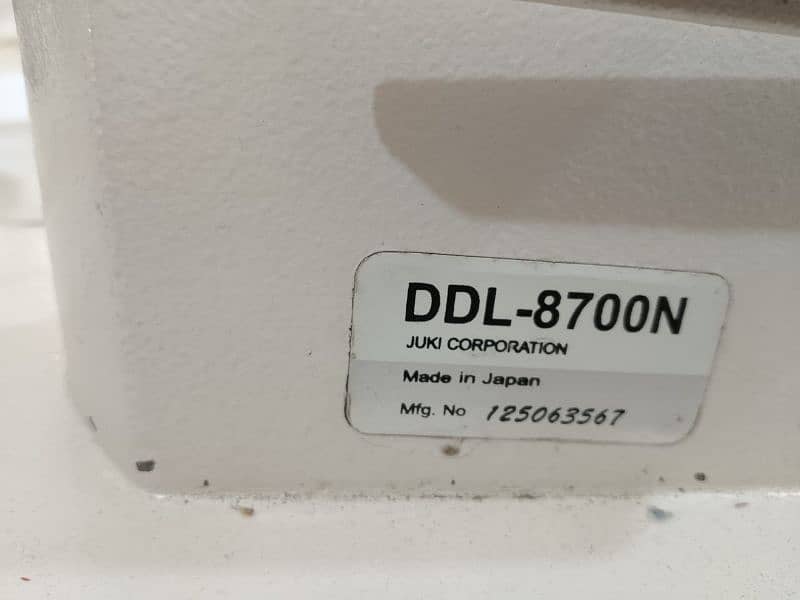 DDL-8700N
JUKI CORPORATION
Made in Japan
Mfg. No 125063567